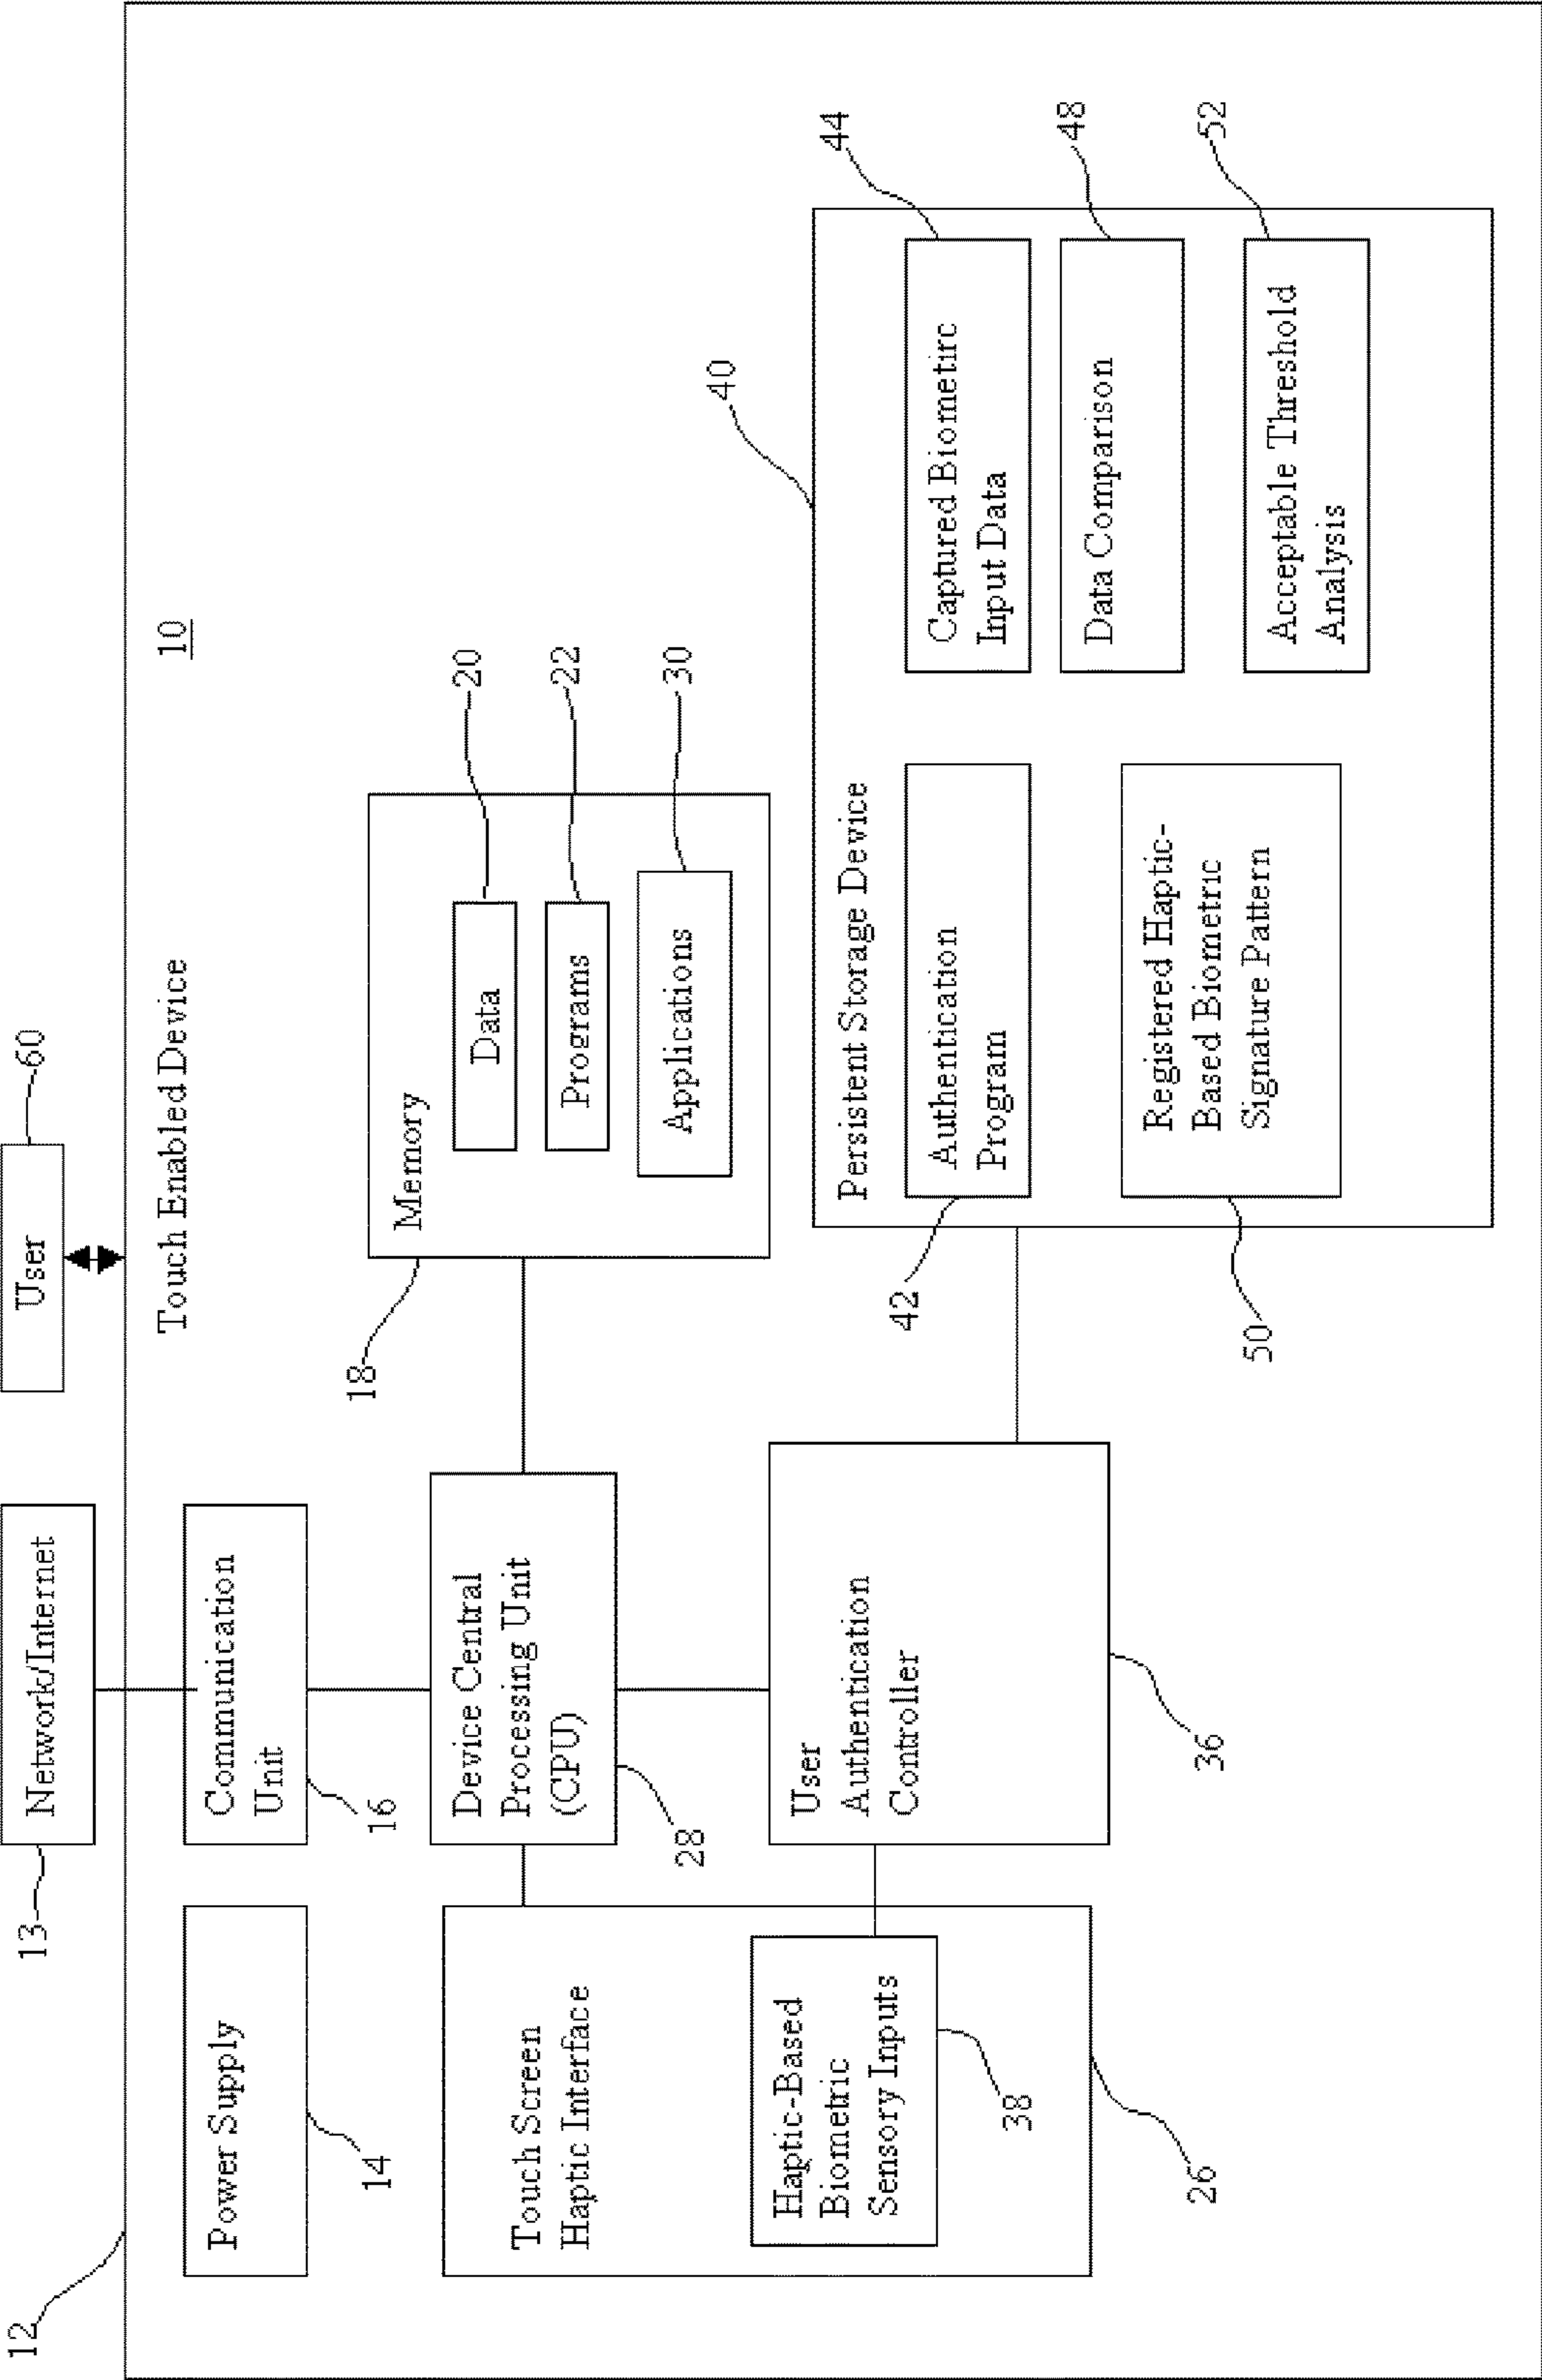 12
13
Network/Internet
User
60
Touch Enabled Device
10
Power Supply
14
Communication
Unit
16
Touch Screen
Haptic Interface
Haptic-Based
Biometric
Sensory Inputs
38
26
Device Central
Processing Unit
(CPU)
28
User
Authentication
Controller
36
18
Memory
Data
20
Programs
22
Applications
30
40
Persistent Storage Device
Authentication
Program
42
Registered Haptic-
Based Biometric
Signature Pattern
50
Captured Biometirc
Input Data
44
Data Comparison
48
Acceptable Threshold
Analysis
52